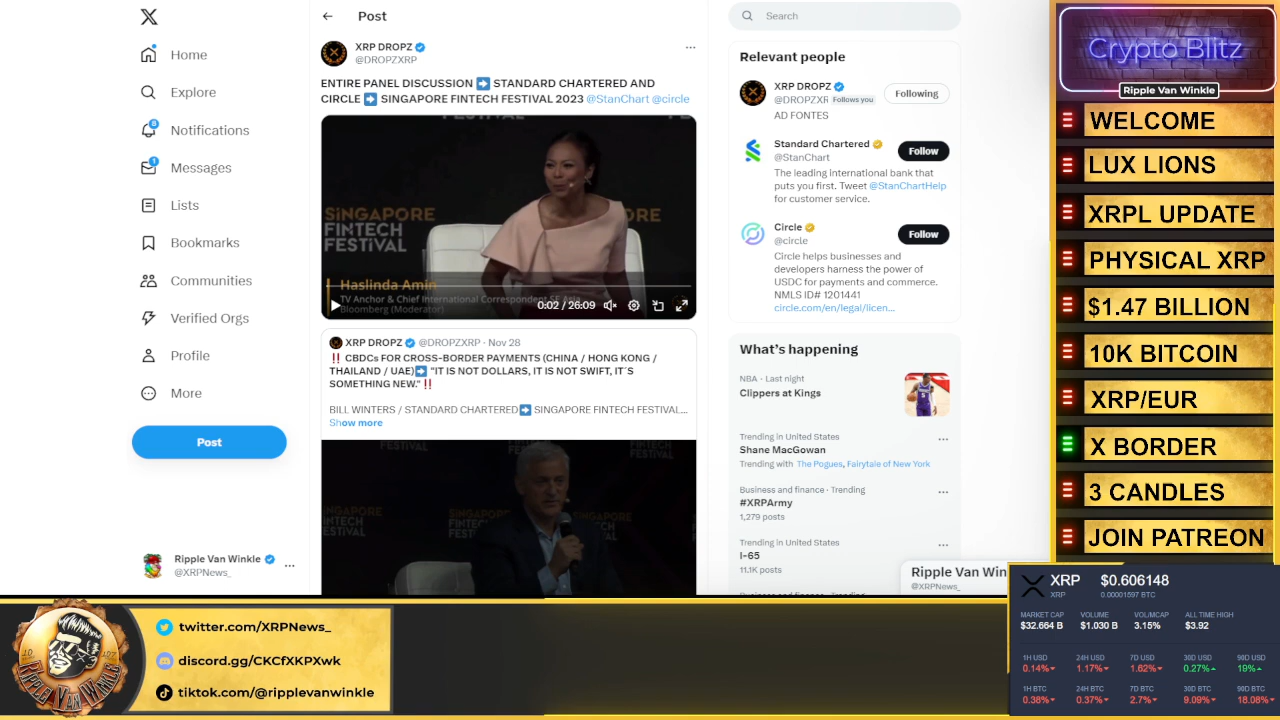 Home
Explore
8
Notifications
1
Messages
Lists
Bookmarks
Communities
Verified Orgs
Profile
More
Post
Ripple Van Winkle
@XRPNews_
Post
XRP DROPZ
@DROPZXRP
ENTIRE PANEL DISCUSSION ➡️ STANDARD CHARTERED AND
CIRCLE ➡️ SINGAPORE FINTECH FESTIVAL 2023 @StanChart @circle
SINGAPORE
FINTECH
FESTIVAL
Haslinda Amin
TV Anchor & Chief International Correspondent SE Asia
Bloomberg (Moderator)
0:02 / 26:09
XRP DROPZ @DROPZXRP · Nov 28
‼️ CBDCs FOR CROSS-BORDER PAYMENTS (CHINA / HONG KONG /
THAILAND / UAE)➡️ "IT IS NOT DOLLARS, IT IS NOT SWIFT, IT´S
SOMETHING NEW." ‼️
BILL WINTERS / STANDARD CHARTERED➡️ SINGAPORE FINTECH FESTIVAL...
Show more
Search
Relevant people
XRP DROPZ
@DROPZXR Follows you
AD FONTES
Following
Standard Chartered
@StanChart
Follow
The leading international bank that
puts you first. Tweet @StanChartHelp
for customer service.
Circle
@circle
Follow
Circle helps businesses and
developers harness the power of
USDC for payments and commerce.
NMLS ID# 1201441
circle.com/en/legal/licen...
What's happening
NBA · Last night
Clippers at Kings
Trending in United States
Shane MacGowan
Trending with The Pogues, Fairytale of New York
Business and finance · Trending
#XRPArmy
1,279 posts
Trending in United States
I-65
11.1K posts
Ripple Van Win
@XRPNews_
Crypto Blitz
Ripple Van Winkle
WELCOME
LUX LIONS
XRPL UPDATE
PHYSICAL XRP
$1.47 BILLION
10K BITCOIN
XRP/EUR
X BORDER
3 CANDLES
JOIN PATREON
XRP $0.606148
XRP 0.00001597 BTC
MARKET CAP VOLUME VOL/MCAP ALL TIME HIGH
$32.664 B $1.030 B 3.15% $3.92
1H USD 24H USD 7D USD 30D USD 90D USD
0.14% 1.17% 1.62% 0.27% 19%
1H BTC 24H BTC 7D BTC 30D BTC 90D BTC
0.38% 0.37% 2.7% 9.09% 18.08%
RIPPLE VAN WINKLE
twitter.com/XRPNews_
discord.gg/CKCfXKPXwk
tiktok.com/@ripplevanwinkle